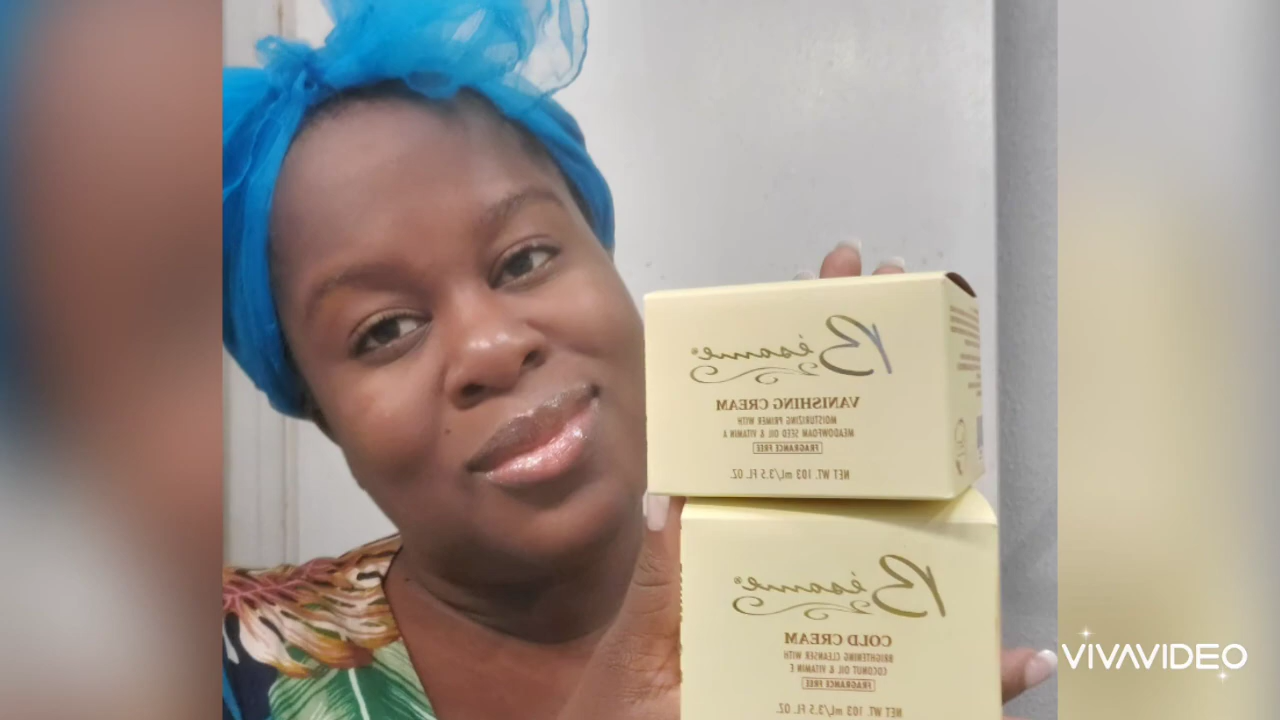 Bésame®
VANISHING CREAM
MOISTURIZING PRIMER WITH
MEADOWFOAM SEED OIL & VITAMIN A
FRAGRANCE FREE
NET WT. 103 mL/3.5 FL. OZ.
Bésame®
COLD CREAM
BRIGHTENING CLEANSER WITH
COCONUT OIL & VITAMIN E
FRAGRANCE FREE
NET WT. 103 mL/3.5 FL. OZ.
VIVAVIDEO